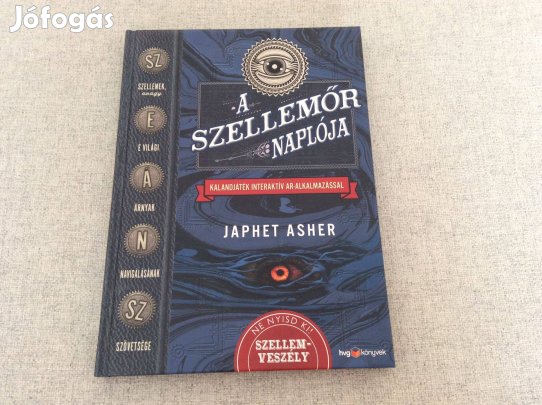 Jófogás
SZ
SZELLEMEK,
avagy
E
E VILÁGI
A
ÁRNYAK
N
NAVIGÁLÁSÁNAK
SZ
SZÖVETSÉGE
A
SZELLEMŐR
NAPLÓJA
KALANDJÁTÉK INTERAKTÍV AR-ALKALMAZÁSSAL
JAPHET ASHER
NE NYISD KI!
SZELLEM-
VESZÉLY
hvg könyvek